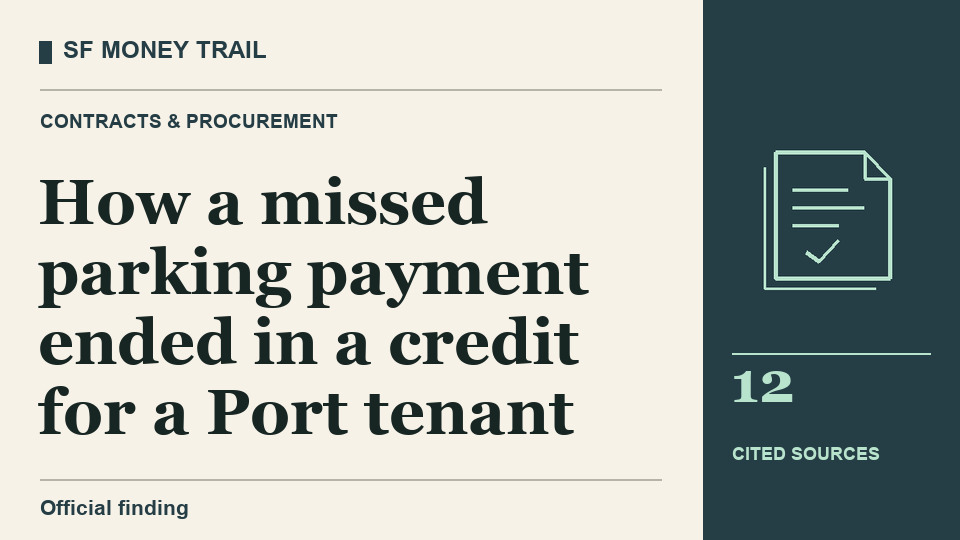 SF MONEY TRAIL
CONTRACTS & PROCUREMENT
How a missed
parking payment
ended in a credit
for a Port tenant
Official finding
12
CITED SOURCES